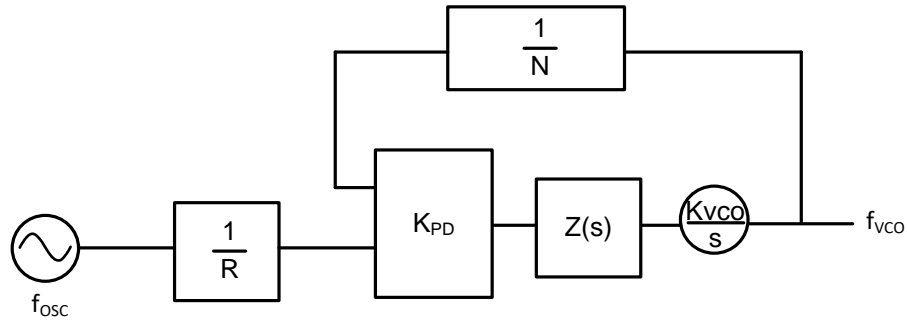 1
N
K_PD
Z(s)
Kvco
s
f_VCO
1
R
f_OSC